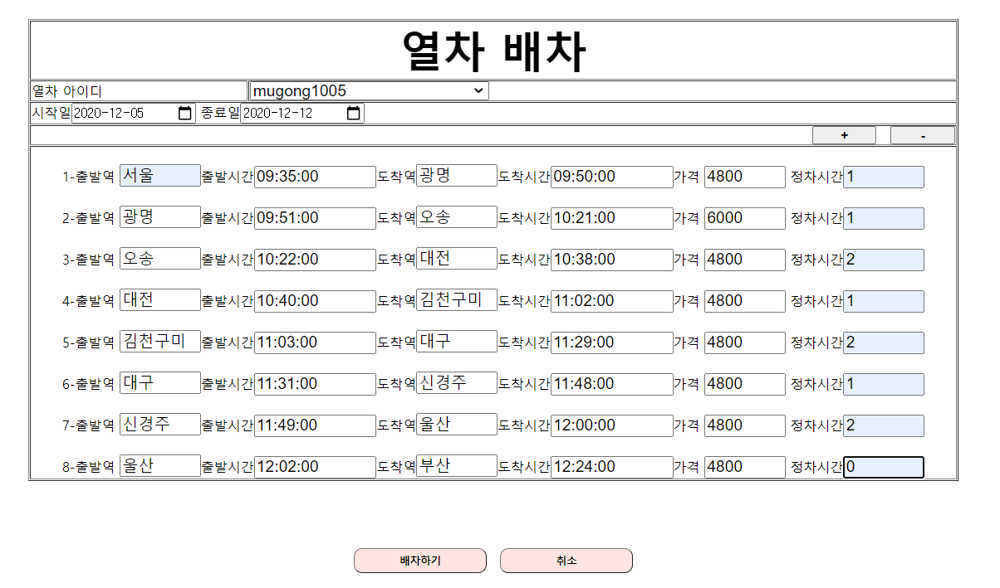 열차 배차
열차 아이디 mugong1005
시작일 2020-12-05 종료일 2020-12-12
+ -
1-출발역 서울 출발시간 09:35:00 도착역 광명 도착시간 09:50:00 가격 4800 정차시간 1
2-출발역 광명 출발시간 09:51:00 도착역 오송 도착시간 10:21:00 가격 6000 정차시간 1
3-출발역 오송 출발시간 10:22:00 도착역 대전 도착시간 10:38:00 가격 4800 정차시간 2
4-출발역 대전 출발시간 10:40:00 도착역 김천구미 도착시간 11:02:00 가격 4800 정차시간 1
5-출발역 김천구미 출발시간 11:03:00 도착역 대구 도착시간 11:29:00 가격 4800 정차시간 2
6-출발역 대구 출발시간 11:31:00 도착역 신경주 도착시간 11:48:00 가격 4800 정차시간 1
7-출발역 신경주 출발시간 11:49:00 도착역 울산 도착시간 12:00:00 가격 4800 정차시간 2
8-출발역 울산 출발시간 12:02:00 도착역 부산 도착시간 12:24:00 가격 4800 정차시간 0
배차하기 취소